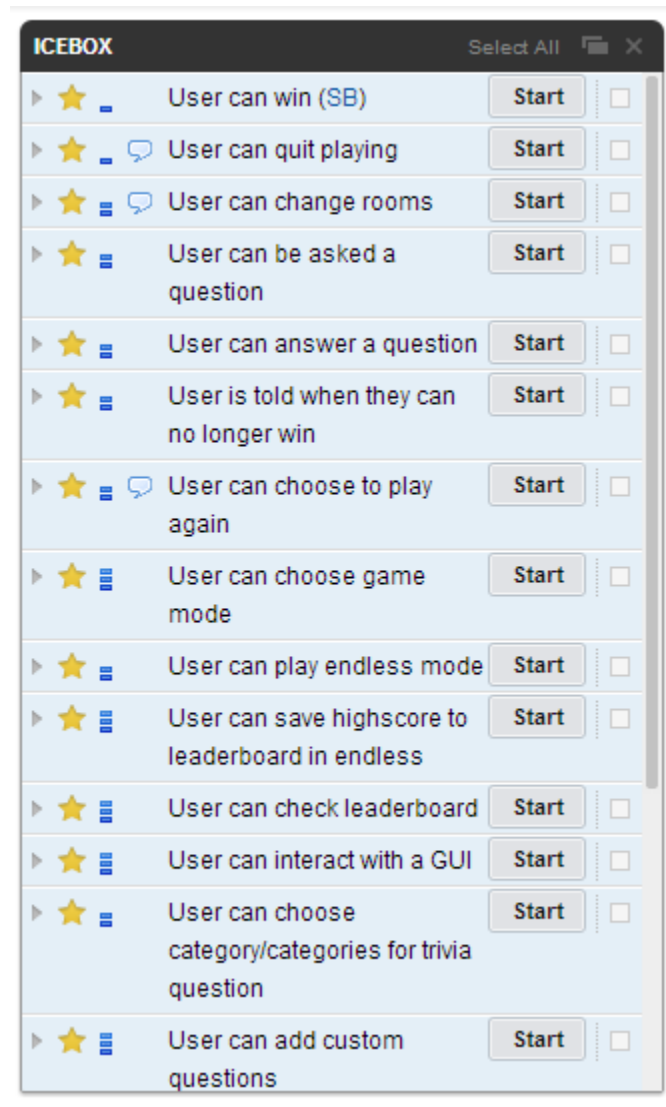 ICEBOX Select All
User can win (SB) Start
User can quit playing Start
User can change rooms Start
User can be asked a Start
question
User can answer a question Start
User is told when they can Start
no longer win
User can choose to play Start
again
User can choose game Start
mode
User can play endless mode Start
User can save highscore to Start
leaderboard in endless
User can check leaderboard Start
User can interact with a GUI Start
User can choose Start
category/categories for trivia
question
User can add custom Start
questions